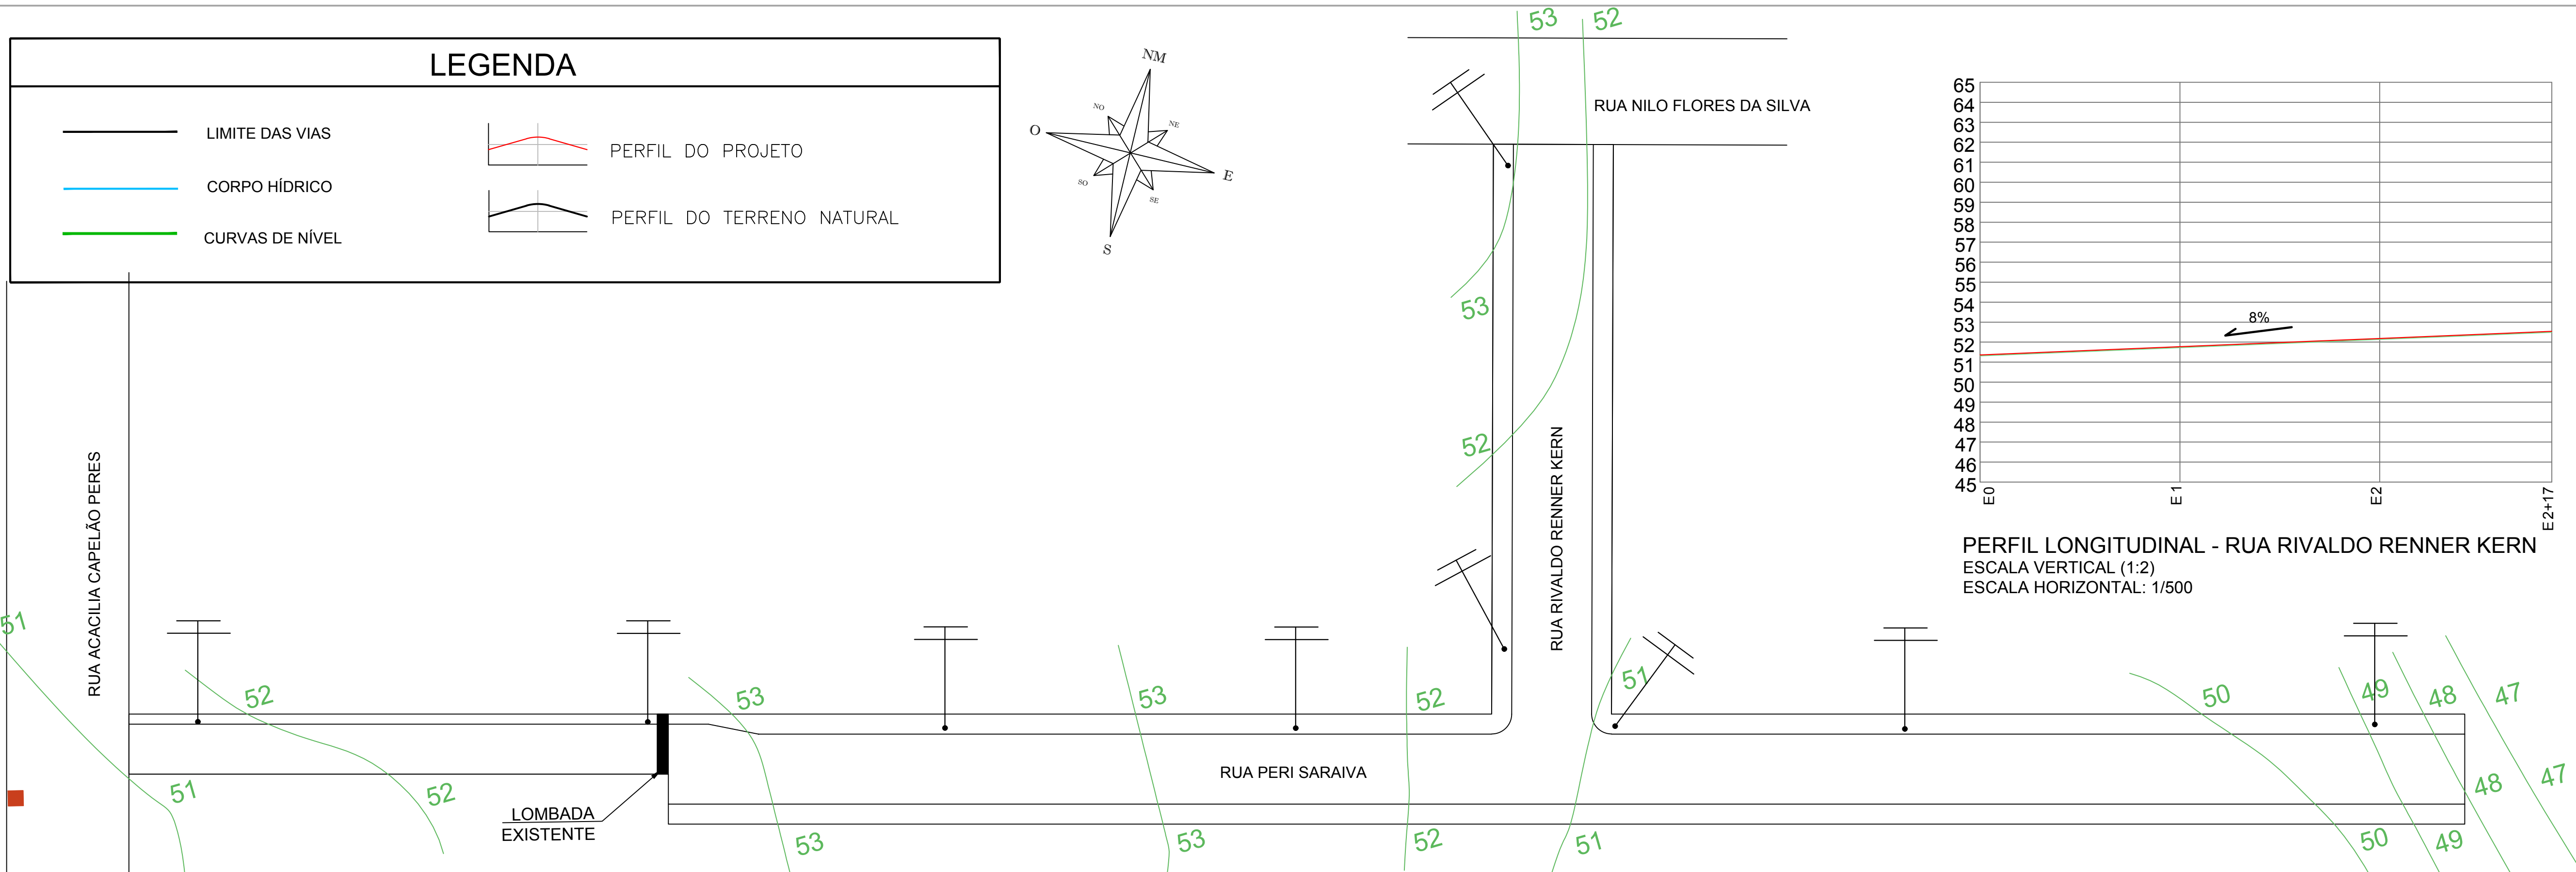 LEGENDA
LIMITE DAS VIAS
CORPO HÍDRICO
CURVAS DE NÍVEL
PERFIL DO PROJETO
PERFIL DO TERRENO NATURAL
NM
NO
NE
O
E
SO
SE
S
53
52
RUA NILO FLORES DA SILVA
53
52
RUA RIVALDO RENNER KERN
RUA ACACILIA CAPELÃO PERES
51
52
53
53
52
51
50
49
48
47
51
52
LOMBADA
EXISTENTE
53
RUA PERI SARAIVA
53
52
51
50
49
48
47
65
64
63
62
61
60
59
58
57
56
55
54
53
52
51
50
49
48
47
46
45
8%
E0
E1
E2
E2+17
PERFIL LONGITUDINAL - RUA RIVALDO RENNER KERN
ESCALA VERTICAL (1:2)
ESCALA HORIZONTAL: 1/500